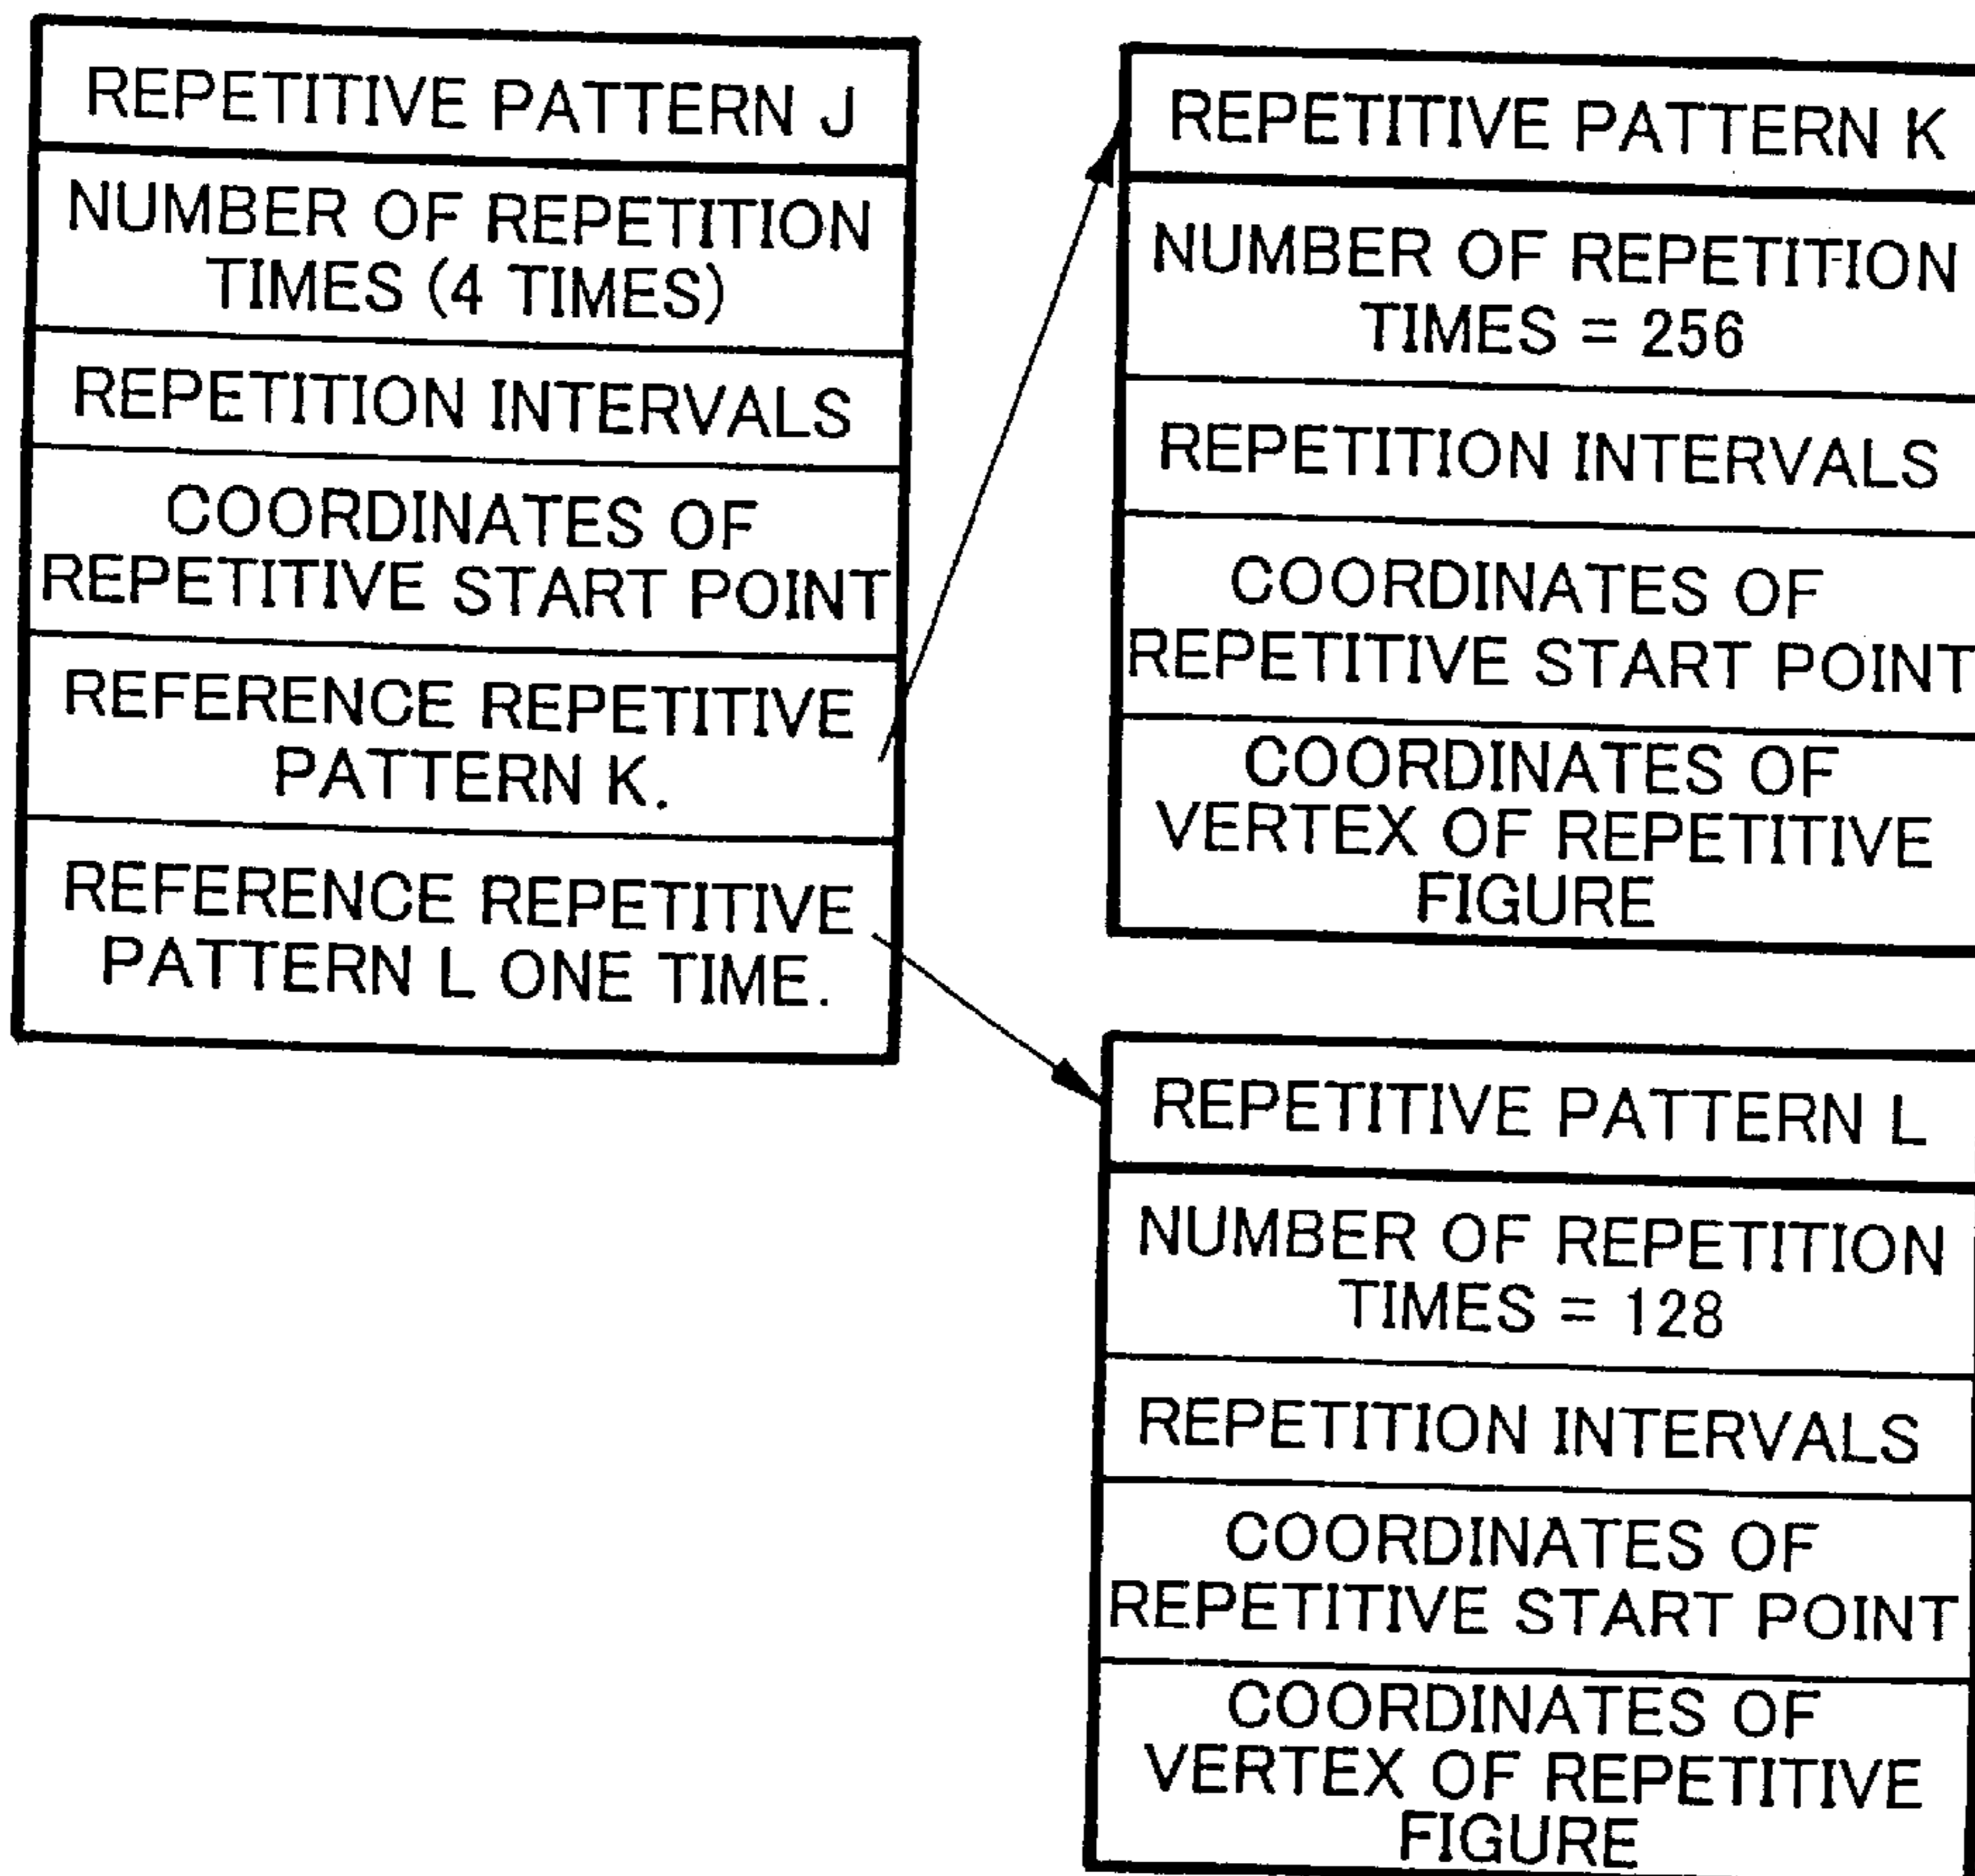 REPETITIVE PATTERN J
NUMBER OF REPETITION
TIMES (4 TIMES)
REPETITION INTERVALS
COORDINATES OF
REPETITIVE START POINT
REFERENCE REPETITIVE
PATTERN K.
REFERENCE REPETITIVE
PATTERN L ONE TIME.
REPETITIVE PATTERN K
NUMBER OF REPETITION
TIMES = 256
REPETITION INTERVALS
COORDINATES OF
REPETITIVE START POINT
COORDINATES OF
VERTEX OF REPETITIVE
FIGURE
REPETITIVE PATTERN L
NUMBER OF REPETITION
TIMES = 128
REPETITION INTERVALS
COORDINATES OF
REPETITIVE START POINT
COORDINATES OF
VERTEX OF REPETITIVE
FIGURE